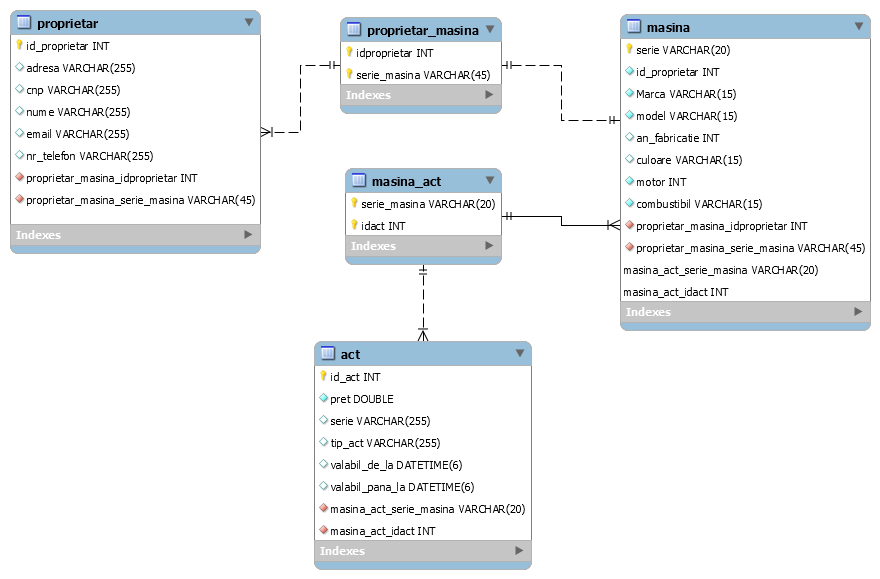 proprietar
id_proprietar INT
adresa VARCHAR(255)
cnp VARCHAR(255)
nume VARCHAR(255)
email VARCHAR(255)
nr_telefon VARCHAR(255)
proprietar_masina_idproprietar INT
proprietar_masina_serie_masina VARCHAR(45)
Indexes
proprietar_masina
idproprietar INT
serie_masina VARCHAR(45)
Indexes
masina
serie VARCHAR(20)
id_proprietar INT
Marca VARCHAR(15)
model VARCHAR(15)
an_fabricatie INT
culoare VARCHAR(15)
motor INT
combustibil VARCHAR(15)
proprietar_masina_idproprietar INT
proprietar_masina_serie_masina VARCHAR(45)
masina_act_serie_masina VARCHAR(20)
masina_act_idact INT
Indexes
masina_act
serie_masina VARCHAR(20)
idact INT
Indexes
act
id_act INT
pret DOUBLE
serie VARCHAR(255)
tip_act VARCHAR(255)
valabil_de_la DATETIME(6)
valabil_pana_la DATETIME(6)
masina_act_serie_masina VARCHAR(20)
masina_act_idact INT
Indexes